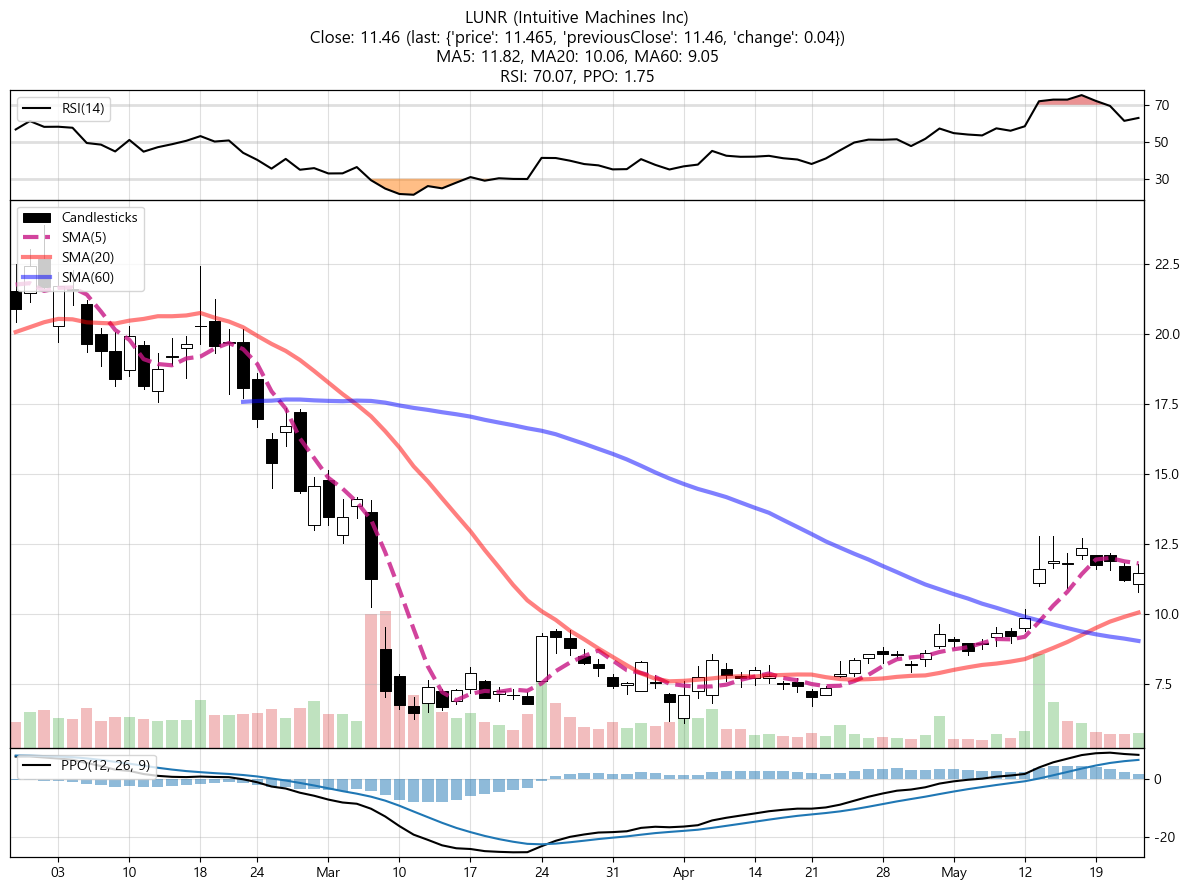 LUNR (Intuitive Machines Inc)
Close: 11.46 (last: {'price': 11.465, 'previousClose': 11.46, 'change': 0.04})
MA5: 11.82, MA20: 10.06, MA60: 9.05
RSI: 70.07, PPO: 1.75
RSI(14)
70
50
30
Candlesticks
SMA(5)
SMA(20)
SMA(60)
22.5
20.0
17.5
15.0
12.5
10.0
7.5
PPO(12, 26, 9)
0
-20
03 10 18 24 Mar 10 17 24 31 Apr 14 21 28 May 12 19